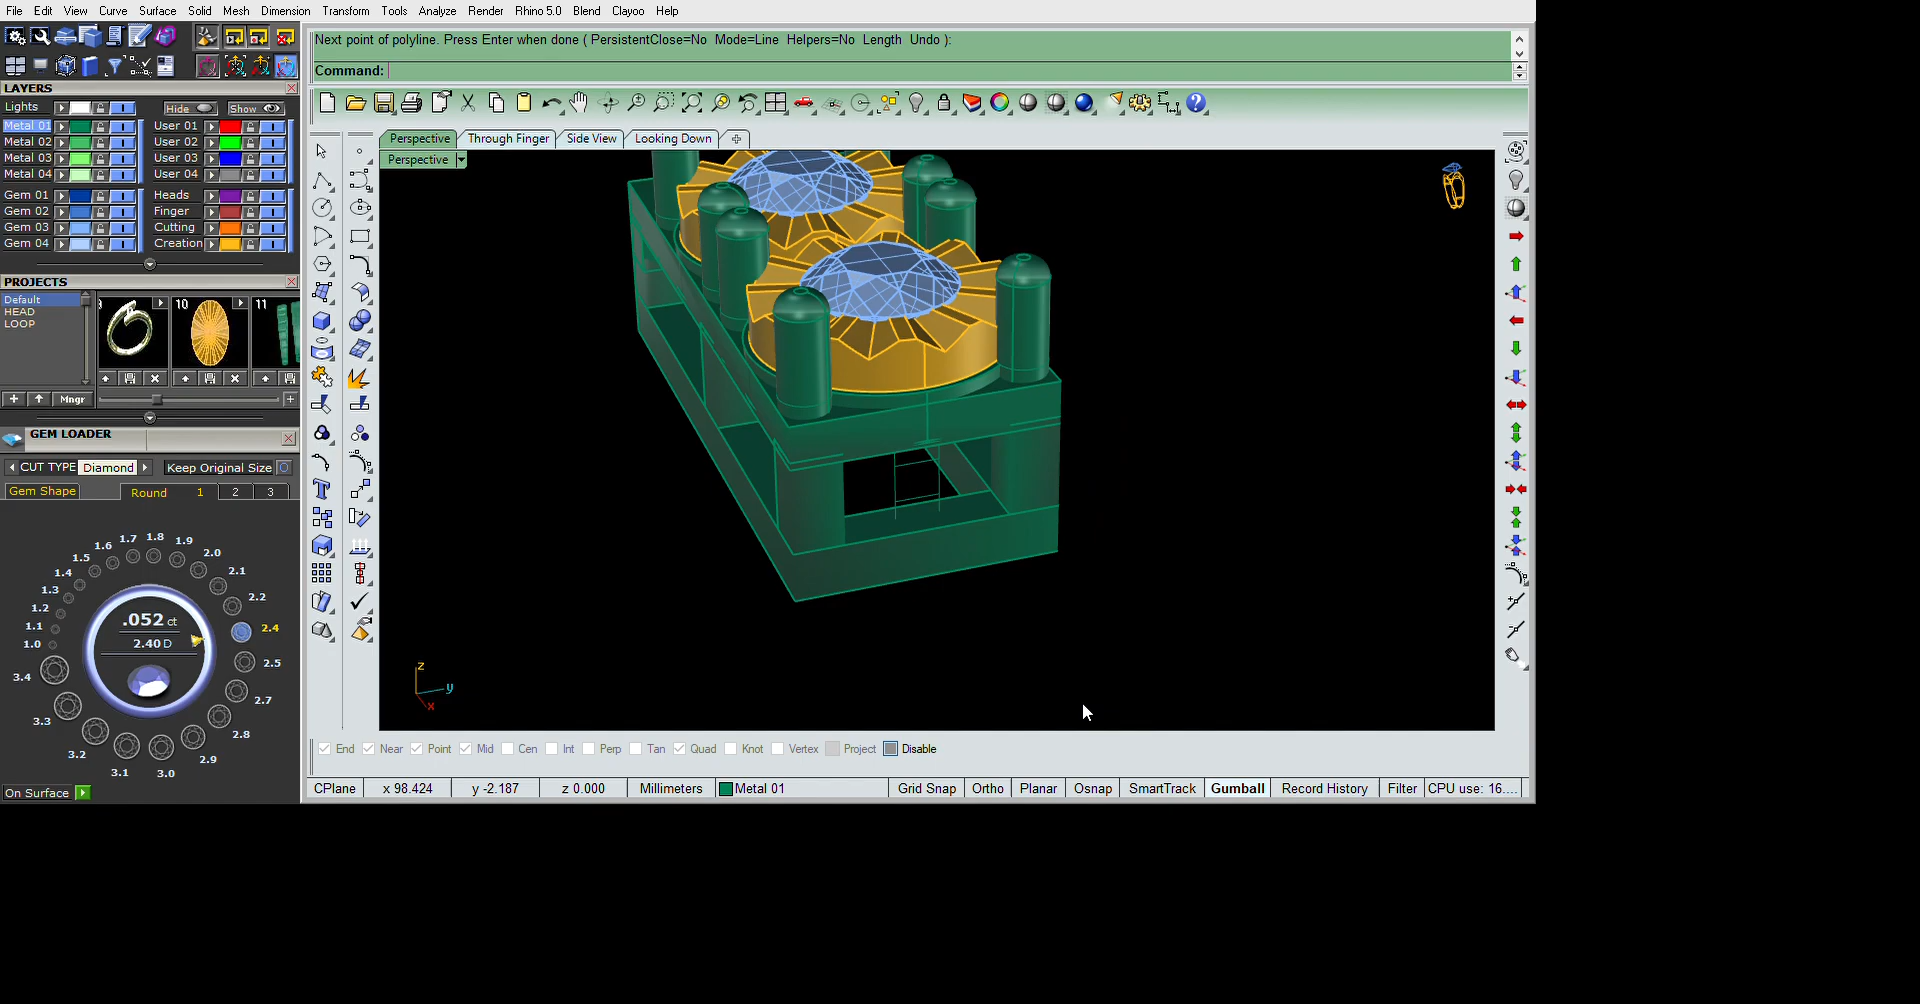 File Edit View Curve Surface Solid Mesh Dimension Transform Tools Analyze Render Rhino 5.0 Blend Clayoo Help
Next point of polyline. Press Enter when done ( PersistentClose=No Mode=Line Helpers=No Length Undo ):
Command:
LAYERS
Lights Hide Show
Metal 01 User 01
Metal 02 User 02
Metal 03 User 03
Metal 04 User 04
Gem 01 Heads
Gem 02 Finger
Gem 03 Cutting
Gem 04 Creation
PROJECTS
Default
HEAD
LOOP
9 10 11
Mngr
GEM LOADER
CUT TYPE Diamond Keep Original Size
Gem Shape Round 1 2 3
1.0
1.1
1.2
1.3
1.4
1.5
1.6
1.7
1.8
1.9
2.0
2.1
2.2
2.4
2.5
2.7
2.8
2.9
3.0
3.1
3.2
3.3
3.4
.052 ct
2.40 D
On Surface
Perspective Through Finger Side View Looking Down
Perspective
z
y
x
End Near Point Mid Cen Int Perp Tan Quad Knot Vertex Project Disable
CPlane x 98.424 y -2.187 z 0.000 Millimeters Metal 01 Grid Snap Ortho Planar Osnap SmartTrack Gumball Record History Filter CPU use: 16....